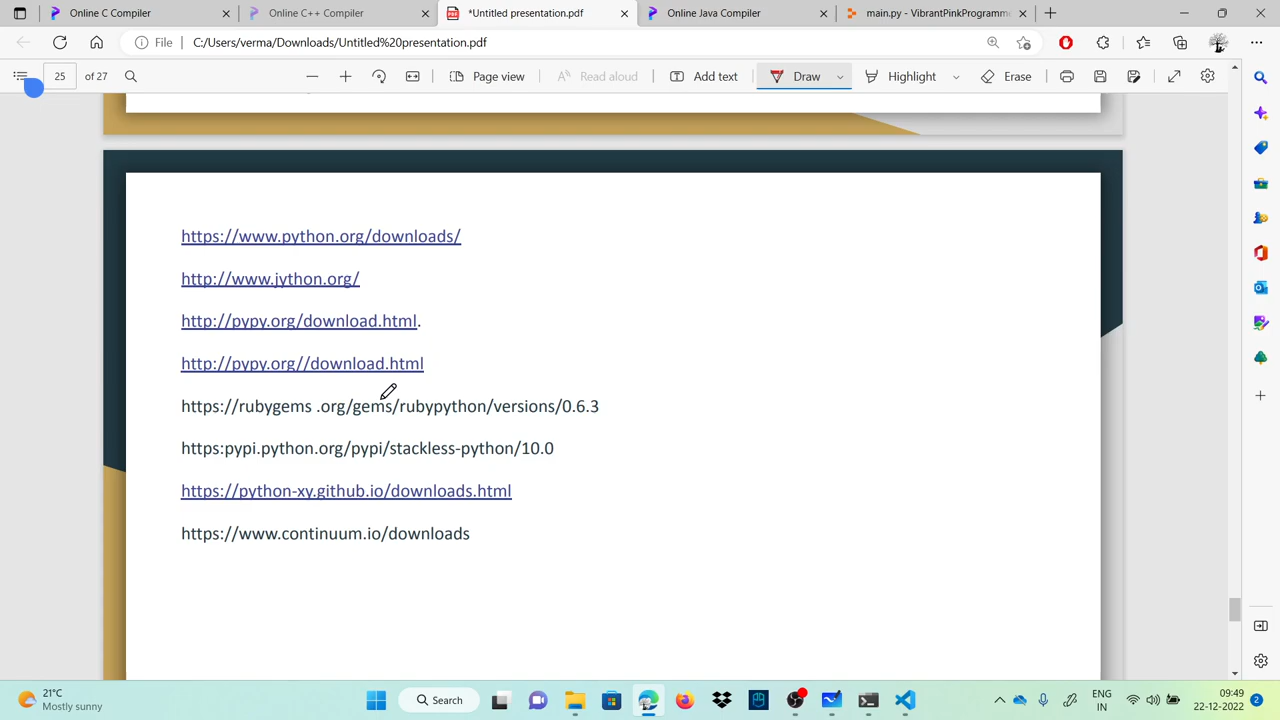 Online C Compiler
Online C++ Compiler
*Untitled presentation.pdf
Online Java Compiler
main.py - VibrantPinkProgramme
File
C:/Users/verma/Downloads/Untitled%20presentation.pdf
25
of 27
Page view
Read aloud
Add text
Draw
Highlight
Erase
https://www.python.org/downloads/
http://www.jython.org/
http://pypy.org/download.html.
http://pypy.org//download.html
https://rubygems .org/gems/rubypython/versions/0.6.3
https:pypi.python.org/pypi/stackless-python/10.0
https://python-xy.github.io/downloads.html
https://www.continuum.io/downloads
21°C
Mostly sunny
Search
ENG
IN
09:49
22-12-2022
2